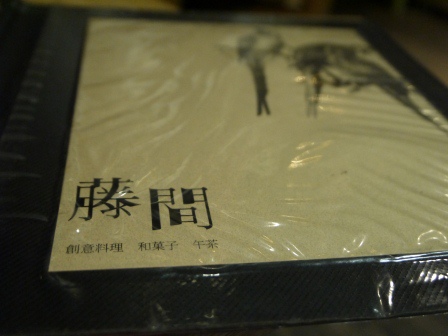 藤間
創意料理 和菓子 午茶